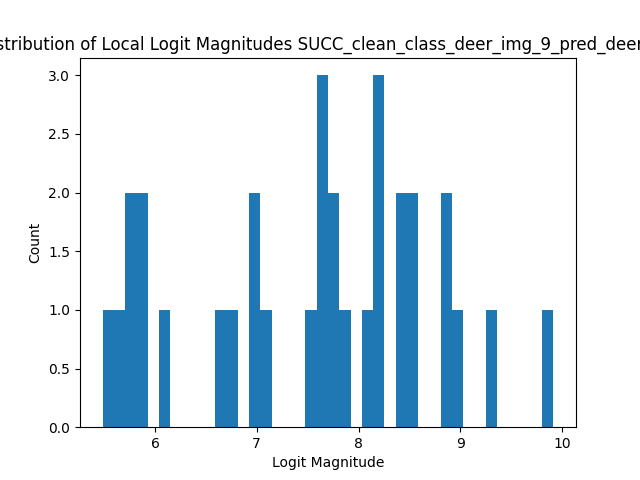 stribution of Local Logit Magnitudes SUCC_clean_class_deer_img_9_pred_deer
3.0
2.5
2.0
1.5
1.0
0.5
0.0
Count
6 7 8 9 10
Logit Magnitude